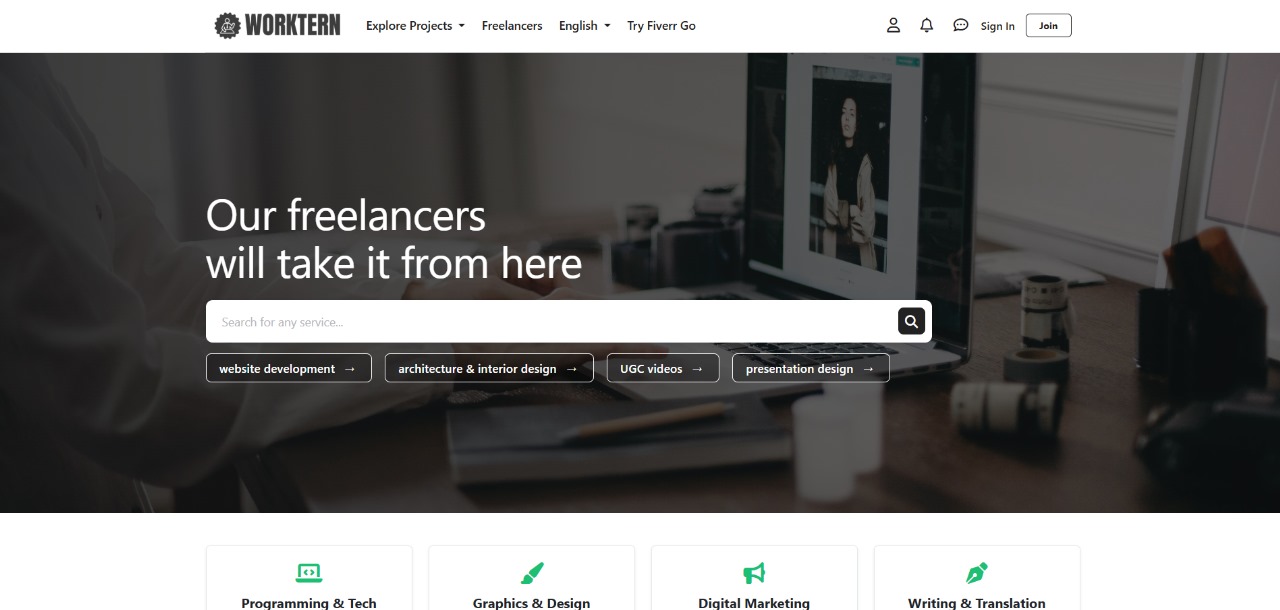 WORKTERN
Explore Projects
Freelancers
English
Try Fiverr Go
Sign In
Join
Our freelancers
will take it from here
Search for any service...
website development →
architecture & interior design →
UGC videos →
presentation design →
Programming & Tech
Graphics & Design
Digital Marketing
Writing & Translation